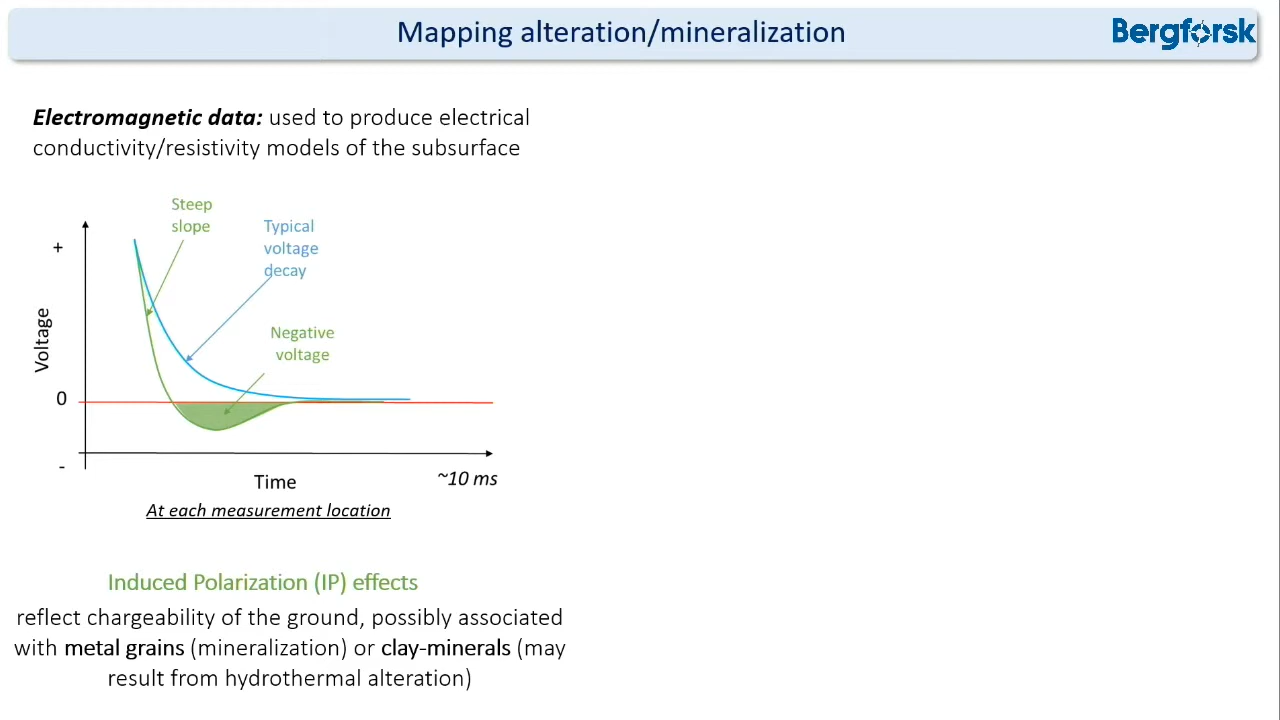 Mapping alteration/mineralization
Bergforsk
Electromagnetic data: used to produce electrical
conductivity/resistivity models of the subsurface
Steep
slope
Typical
voltage
decay
+
Negative
voltage
Voltage
0
-
Time
~10 ms
At each measurement location
Induced Polarization (IP) effects
reflect chargeability of the ground, possibly associated
with metal grains (mineralization) or clay-minerals (may
result from hydrothermal alteration)